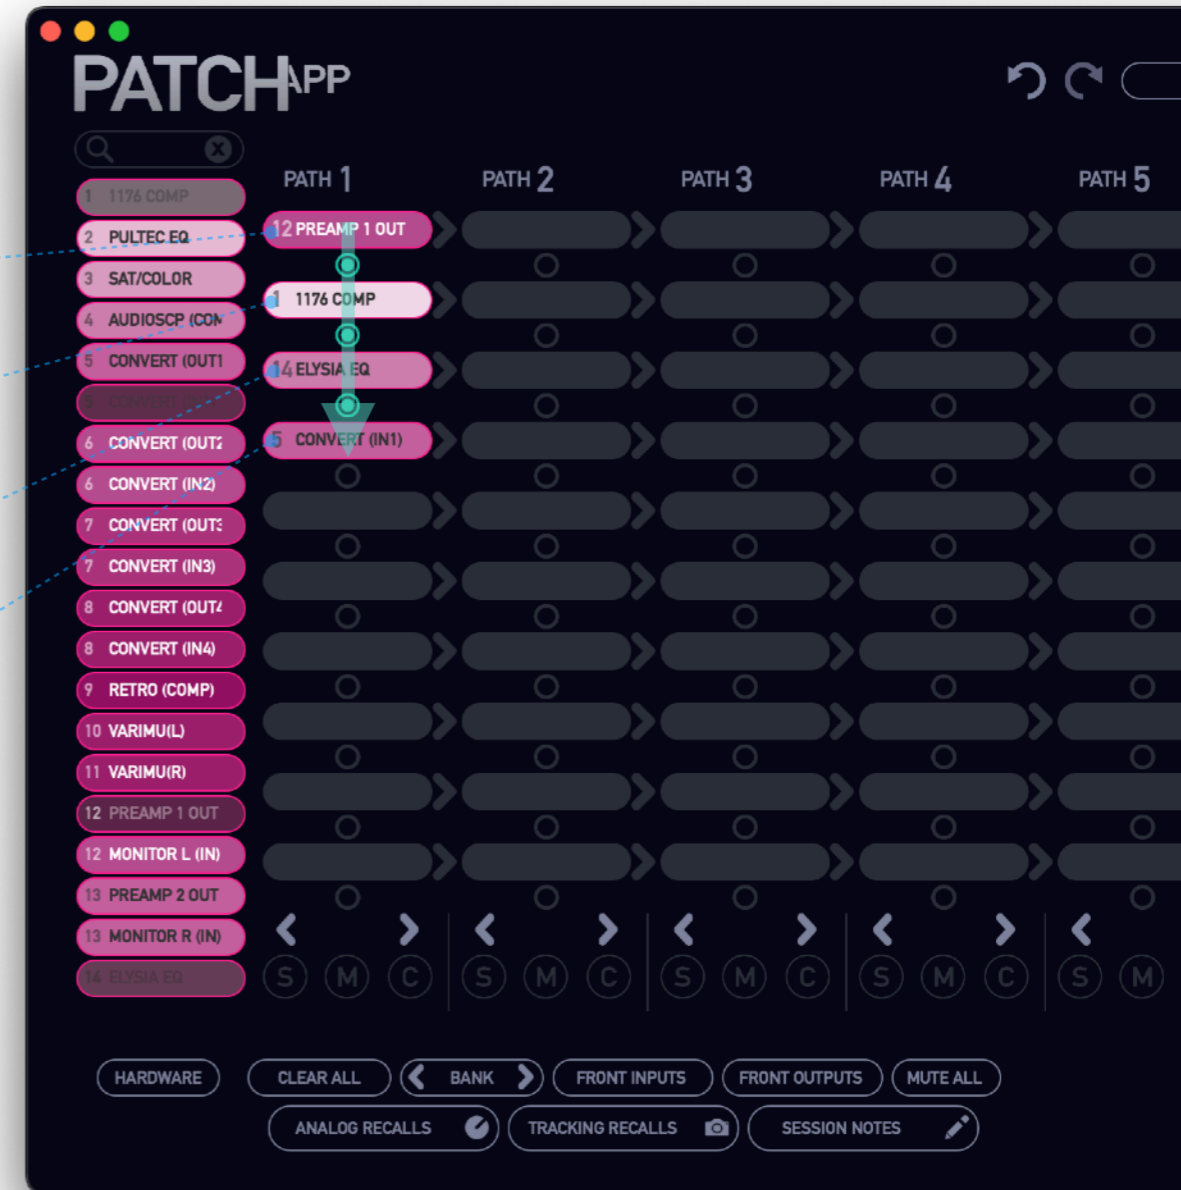 PATCHAPP
PATH 1
PATH 2
PATH 3
PATH 4
PATH 5
1 1176 COMP
2 PULTEC EQ
3 SAT/COLOR
4 AUDIOSCP (CON
5 CONVERT (OUT1
5 CONVERT (IN1)
6 CONVERT (OUT2
6 CONVERT (IN2)
7 CONVERT (OUT3
7 CONVERT (IN3)
8 CONVERT (OUT4
8 CONVERT (IN4)
9 RETRO (COMP)
10 VARIMU(L)
11 VARIMU(R)
12 PREAMP 1 OUT
12 MONITOR L (IN)
13 PREAMP 2 OUT
13 MONITOR R (IN)
14 ELYSIA EQ
12 PREAMP 1 OUT
1 1176 COMP
14 ELYSIA EQ
5 CONVERT (IN1)
S M C S M C S M C S M C S M
HARDWARE
CLEAR ALL
BANK
FRONT INPUTS
FRONT OUTPUTS
MUTE ALL
ANALOG RECALLS
TRACKING RECALLS
SESSION NOTES